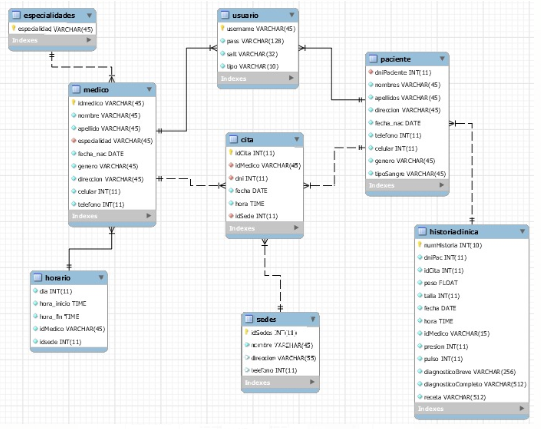 especialidades
especialidad VARCHAR(45)
Indexes
usuario
username VARCHAR(45)
pass VARCHAR(128)
salt VARCHAR(32)
tipo VARCHAR(10)
Indexes
paciente
dniPaciente INT(11)
nombres VARCHAR(45)
apellidos VARCHAR(45)
direccion VARCHAR(45)
fecha_nac DATE
telefono INT(11)
celular INT(11)
genero VARCHAR(45)
tipoSangre VARCHAR(45)
Indexes
medico
idmedico VARCHAR(45)
nombre VARCHAR(45)
apellido VARCHAR(45)
especialidad VARCHAR(45)
fecha_nac DATE
genero VARCHAR(45)
direccion VARCHAR(45)
celular INT(11)
telefono INT(11)
Indexes
cita
idCita INT(11)
idMedico VARCHAR(45)
dni INT(11)
fecha DATE
hora TIME
idSede INT(11)
Indexes
historiaclinica
numHistoria INT(10)
dniPac INT(11)
idCita INT(11)
peso FLOAT
talla INT(11)
fecha DATE
hora TIME
idMedico VARCHAR(15)
presion INT(11)
pulso INT(11)
diagnosticoBreve VARCHAR(256)
diagnosticoCompleto VARCHAR(512)
receta VARCHAR(512)
Indexes
horario
dia INT(11)
hora_inicio TIME
hora_fin TIME
idMedico VARCHAR(45)
idsede INT(11)
Indexes
sedes
idSedes INT(11)
nombre VARCHAR(45)
direccion VARCHAR(55)
telefono INT(11)
Indexes